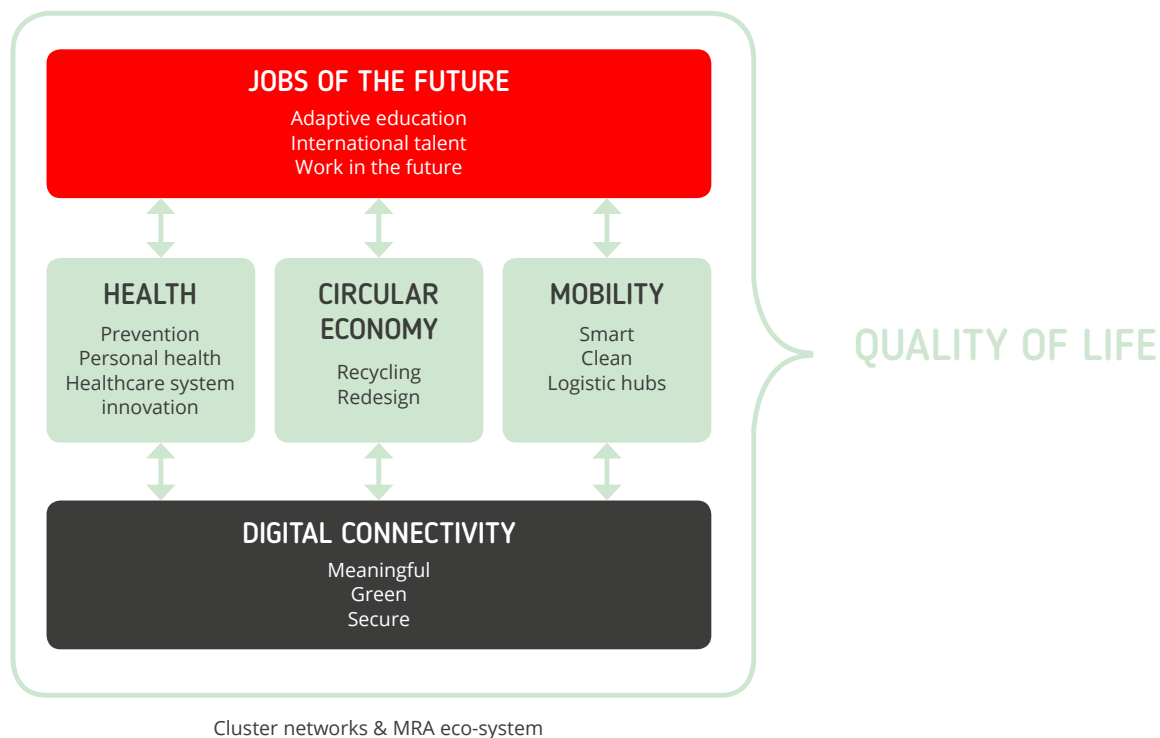 JOBS OF THE FUTURE
Adaptive education
International talent
Work in the future
HEALTH
Prevention
Personal health
Healthcare system
innovation
CIRCULAR
ECONOMY
Recycling
Redesign
MOBILITY
Smart
Clean
Logistic hubs
QUALITY OF LIFE
DIGITAL CONNECTIVITY
Meaningful
Green
Secure
Cluster networks & MRA eco-system